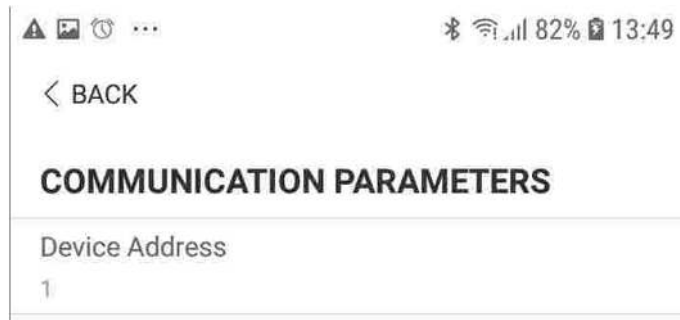 82% 13:49
BACK
COMMUNICATION PARAMETERS
Device Address
1